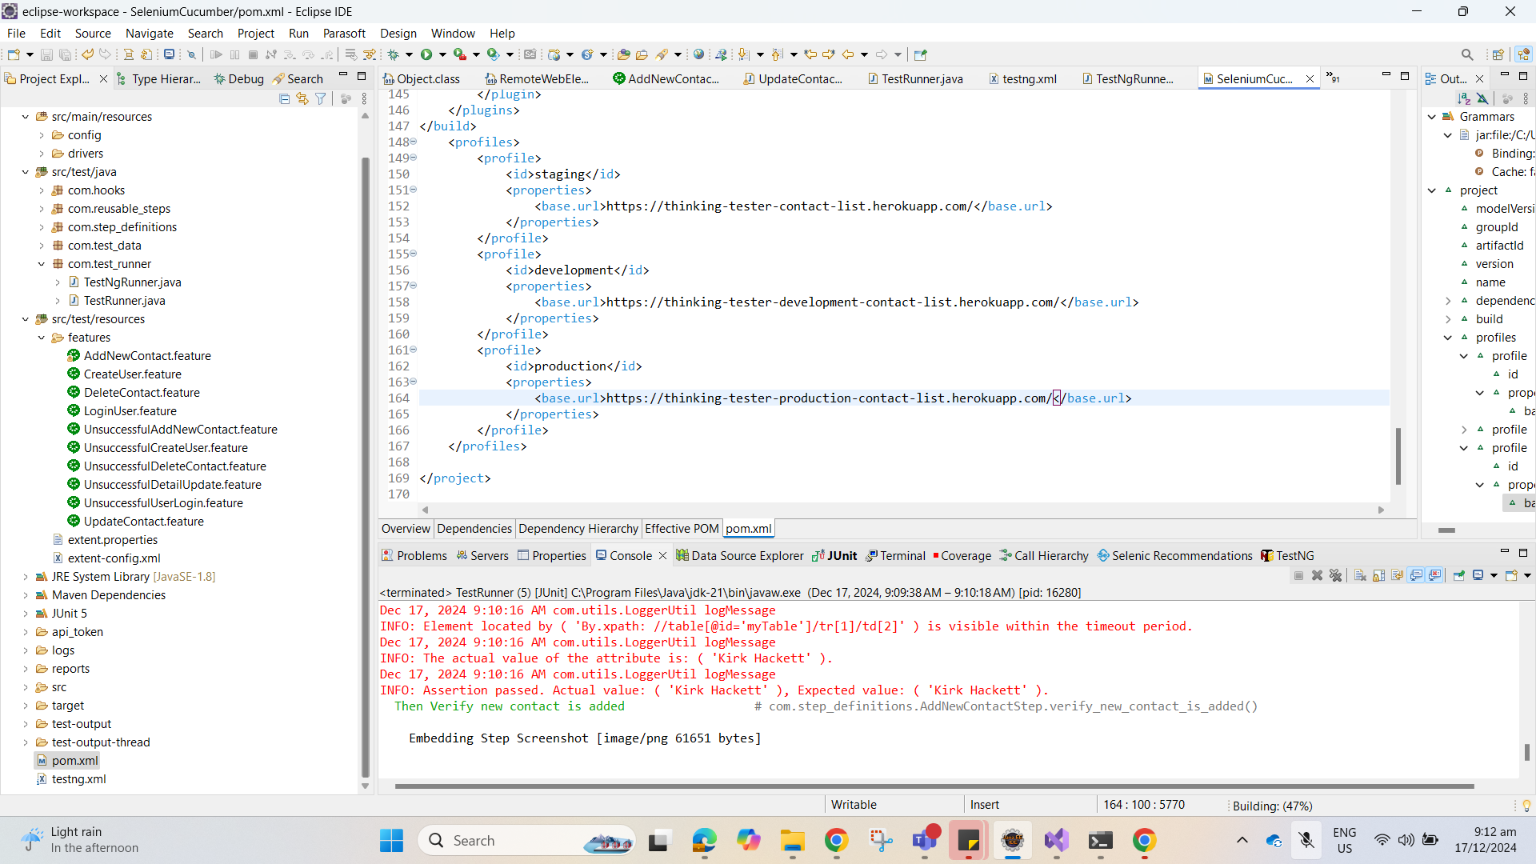 eclipse-workspace - SeleniumCucumber/pom.xml - Eclipse IDE
File Edit Source Navigate Search Project Run Parasoft Design Window Help
Project Expl... Type Hierar... Debug Search
src/main/resources
config
drivers
src/test/java
com.hooks
com.reusable_steps
com.step_definitions
com.test_data
com.test_runner
TestNgRunner.java
TestRunner.java
src/test/resources
features
AddNewContact.feature
CreateUser.feature
DeleteContact.feature
LoginUser.feature
UnsuccessfulAddNewContact.feature
UnsuccessfulCreateUser.feature
UnsuccessfulDeleteContact.feature
UnsuccessfulDetailUpdate.feature
UnsuccessfulUserLogin.feature
UpdateContact.feature
extent.properties
extent-config.xml
JRE System Library [JavaSE-1.8]
Maven Dependencies
JUnit 5
api_token
logs
reports
src
target
test-output
test-output-thread
pom.xml
testng.xml
Object.class RemoteWebEle... AddNewContac... UpdateContac... TestRunner.java testng.xml TestNgRunne... SeleniumCuc... »91
145 </plugin>
146 </plugins>
147 </build>
148 <profiles>
149 <profile>
150 <id>staging</id>
151 <properties>
152 <base.url>https://thinking-tester-contact-list.herokuapp.com/</base.url>
153 </properties>
154 </profile>
155 <profile>
156 <id>development</id>
157 <properties>
158 <base.url>https://thinking-tester-development-contact-list.herokuapp.com/</base.url>
159 </properties>
160 </profile>
161 <profile>
162 <id>production</id>
163 <properties>
164 <base.url>https://thinking-tester-production-contact-list.herokuapp.com/</base.url>
165 </properties>
166 </profile>
167 </profiles>
168
169 </project>
170
Overview Dependencies Dependency Hierarchy Effective POM pom.xml
Out...
Grammars
jar:file:/C:/U
Binding:
Cache: fa
project
modelVersi
groupId
artifactId
version
name
dependenc
build
profiles
profile
id
prope
ba
profile
profile
id
prope
ba
Problems Servers Properties Console Data Source Explorer JUnit Terminal Coverage Call Hierarchy Selenic Recommendations TestNG
<terminated> TestRunner (5) [JUnit] C:\Program Files\Java\jdk-21\bin\javaw.exe (Dec 17, 2024, 9:09:38 AM – 9:10:18 AM) [pid: 16280]
Dec 17, 2024 9:10:16 AM com.utils.LoggerUtil logMessage
INFO: Element located by ( 'By.xpath: //table[@id='myTable']/tr[1]/td[2]' ) is visible within the timeout period.
Dec 17, 2024 9:10:16 AM com.utils.LoggerUtil logMessage
INFO: The actual value of the attribute is: ( 'Kirk Hackett' ).
Dec 17, 2024 9:10:16 AM com.utils.LoggerUtil logMessage
INFO: Assertion passed. Actual value: ( 'Kirk Hackett' ), Expected value: ( 'Kirk Hackett' ).
Then Verify new contact is added # com.step_definitions.AddNewContactStep.verify_new_contact_is_added()
Embedding Step Screenshot [image/png 61651 bytes]
Writable Insert 164 : 100 : 5770 Building: (47%)
Light rain
In the afternoon
Search
ENG
US
9:12 am
17/12/2024